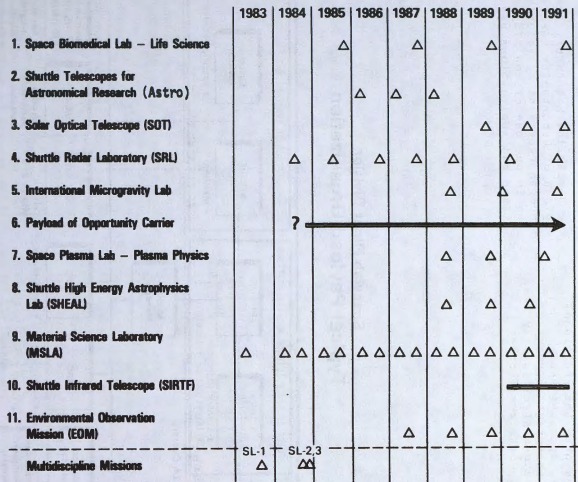 1983 1984 1985 1986 1987 1988 1989 1990 1991
1. Space Biomedical Lab – Life Science
2. Shuttle Telescopes for
Astronomical Research (Astro)
3. Solar Optical Telescope (SOT)
4. Shuttle Radar Laboratory (SRL)
5. International Microgravity Lab
6. Payload of Opportunity Carrier ?
7. Space Plasma Lab – Plasma Physics
8. Shuttle High Energy Astrophysics
Lab (SHEAL)
9. Material Science Laboratory
(MSLA)
10. Shuttle Infrared Telescope (SIRTF)
11. Environmental Observation
Mission (EOM)
SL-1 SL-2,3
Multidiscipline Missions